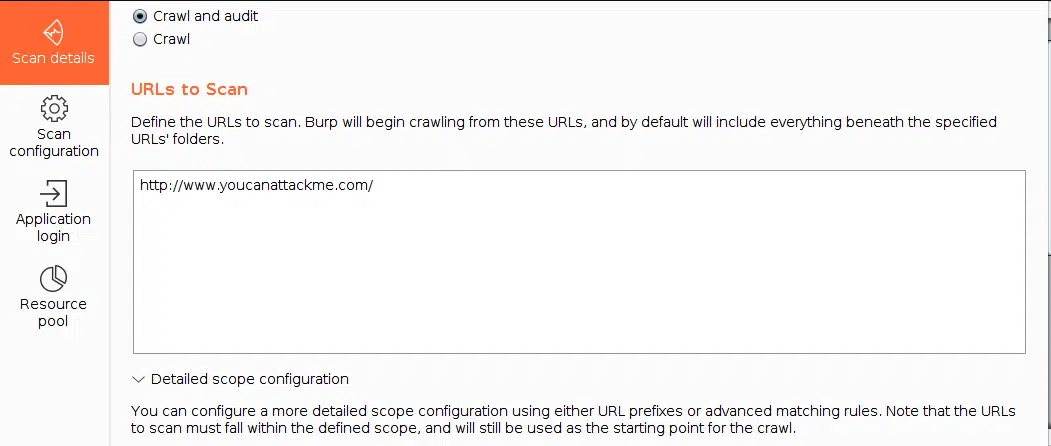 Scan details
Scan
configuration
Application
login
Resource
pool
Crawl and audit
Crawl
URLs to Scan
Define the URLs to scan. Burp will begin crawling from these URLs, and by default will include everything beneath the specified
URLs' folders.
http://www.youcanattackme.com/
Detailed scope configuration
You can configure a more detailed scope configuration using either URL prefixes or advanced matching rules. Note that the URLs
to scan must fall within the defined scope, and will still be used as the starting point for the crawl.